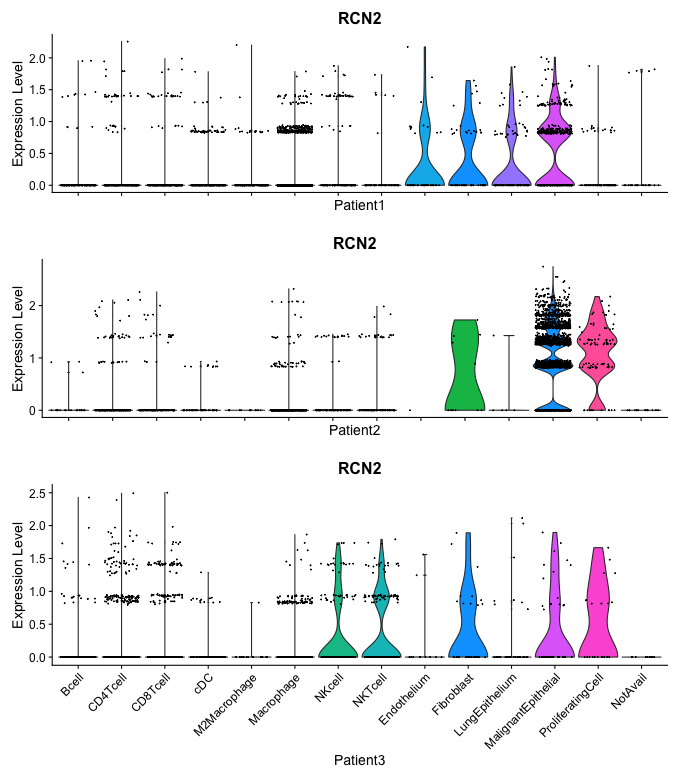 RCN2
Expression Level
2.0
1.5
1.0
0.5
0.0
Patient1
RCN2
Expression Level
2
1
0
Patient2
RCN2
Expression Level
2.5
2.0
1.5
1.0
0.5
0.0
Bcell
CD4Tcell
CD8Tcell
cDC
M2Macrophage
Macrophage
NKcell
NKTcell
Endothelium
Fibroblast
LungEpithelium
MalignantEpithelial
ProliferatingCell
NotAvail
Patient3